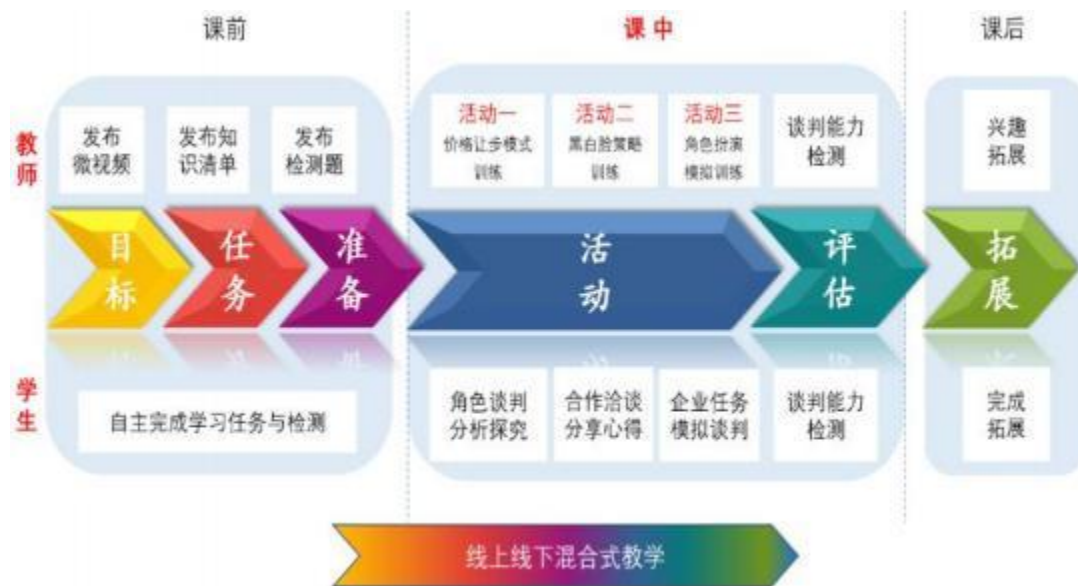 课前
课中
课后
教师
发布
微视频
发布知
识清单
发布
检测题
活动一
价格让步模式
训练
活动二
黑白脸策略
训练
活动三
角色扮演
模拟训练
谈判能力
检测
兴趣
拓展
目标
任务
准备
活动
评估
拓展
学生
自主完成学习任务与检测
角色谈判
分析探究
合作洽谈
分享心得
企业任务
模拟谈判
谈判能力
检测
完成
拓展
线上线下混合式教学